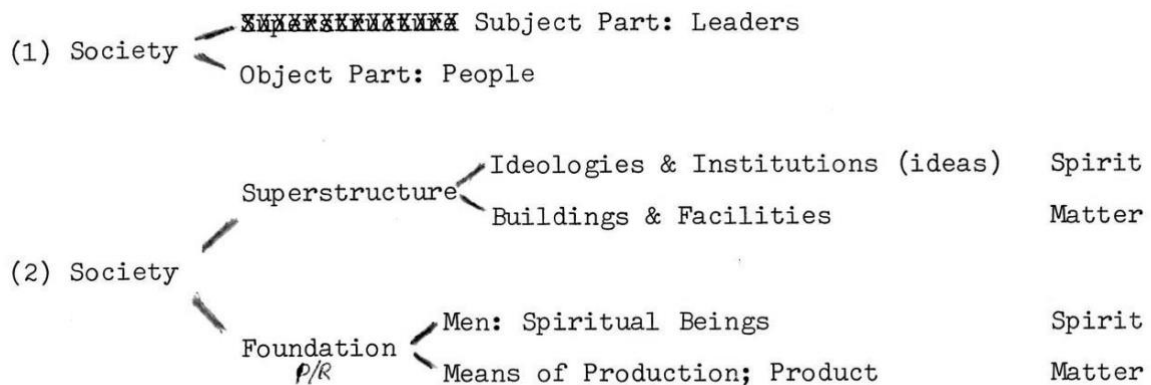 Superstructure Subject Part: Leaders
(1) Society
Object Part: People
Ideologies & Institutions (ideas) Spirit
Superstructure
Buildings & Facilities Matter
(2) Society
Men: Spiritual Beings Spirit
Foundation
P/R
Means of Production; Product Matter